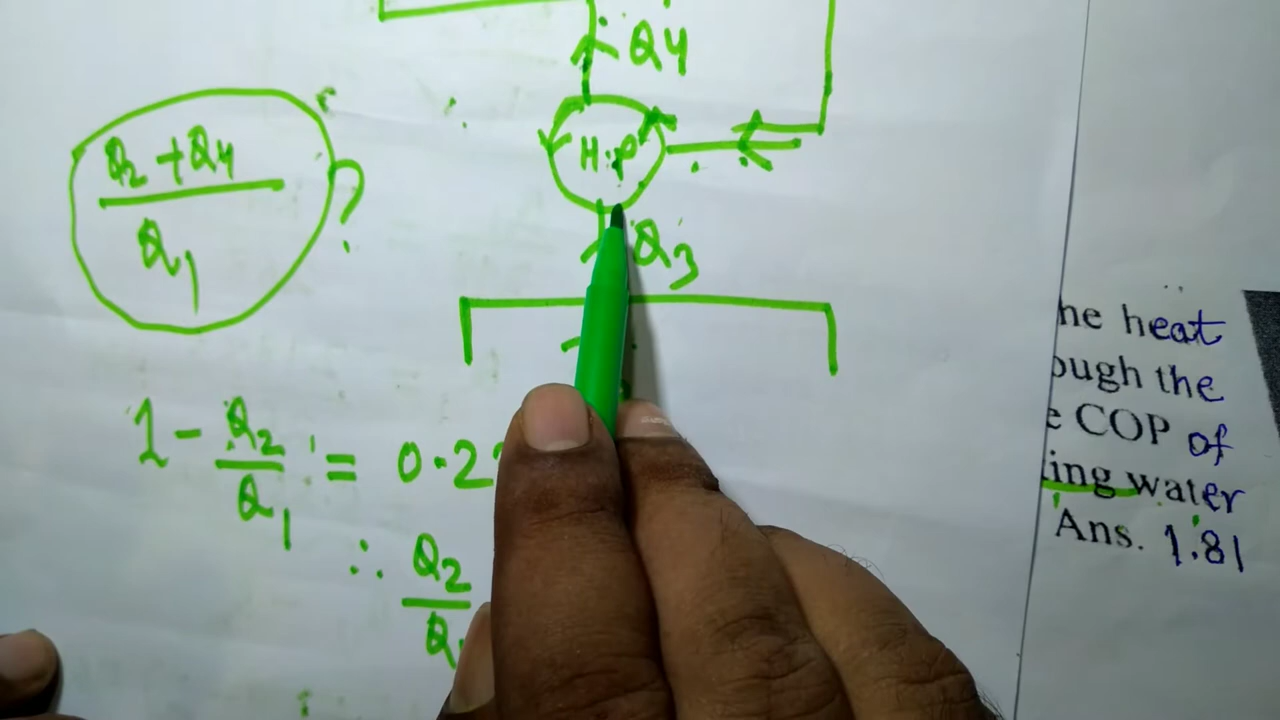 Q4
H.P
Q2 + Q4
Q1
?
Q3
1 - Q2
Q1
= 0.2
∴ Q2
he heat
ough the
e COP of
ing water
Ans. 1.81